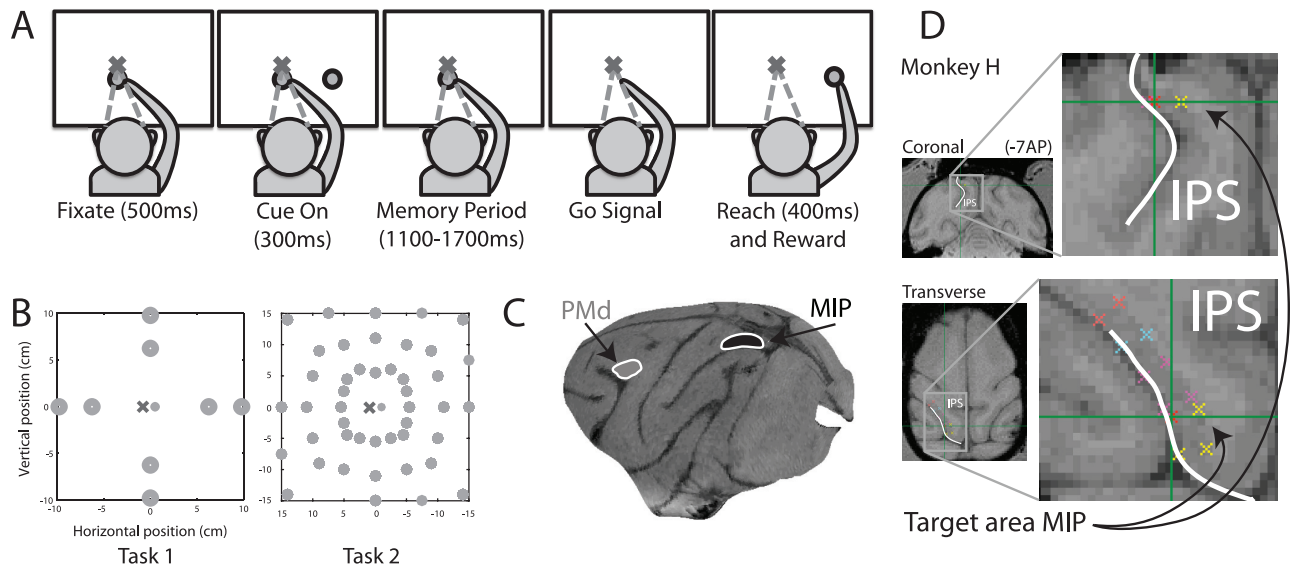 A
Fixate (500ms)
Cue On
(300ms)
Memory Period
(1100-1700ms)
Go Signal
Reach (400ms)
and Reward
B
Vertical position (cm)
10
5
0
-5
-10
-10
-5
0
5
10
Horizontal position (cm)
Task 1
15
10
5
0
-5
-10
-15
15
10
5
0
-5
-10
-15
Task 2
C
PMd
MIP
D
Monkey H
Coronal (-7AP)
IPS
IPS
Transverse
IPS
IPS
Target area MIP